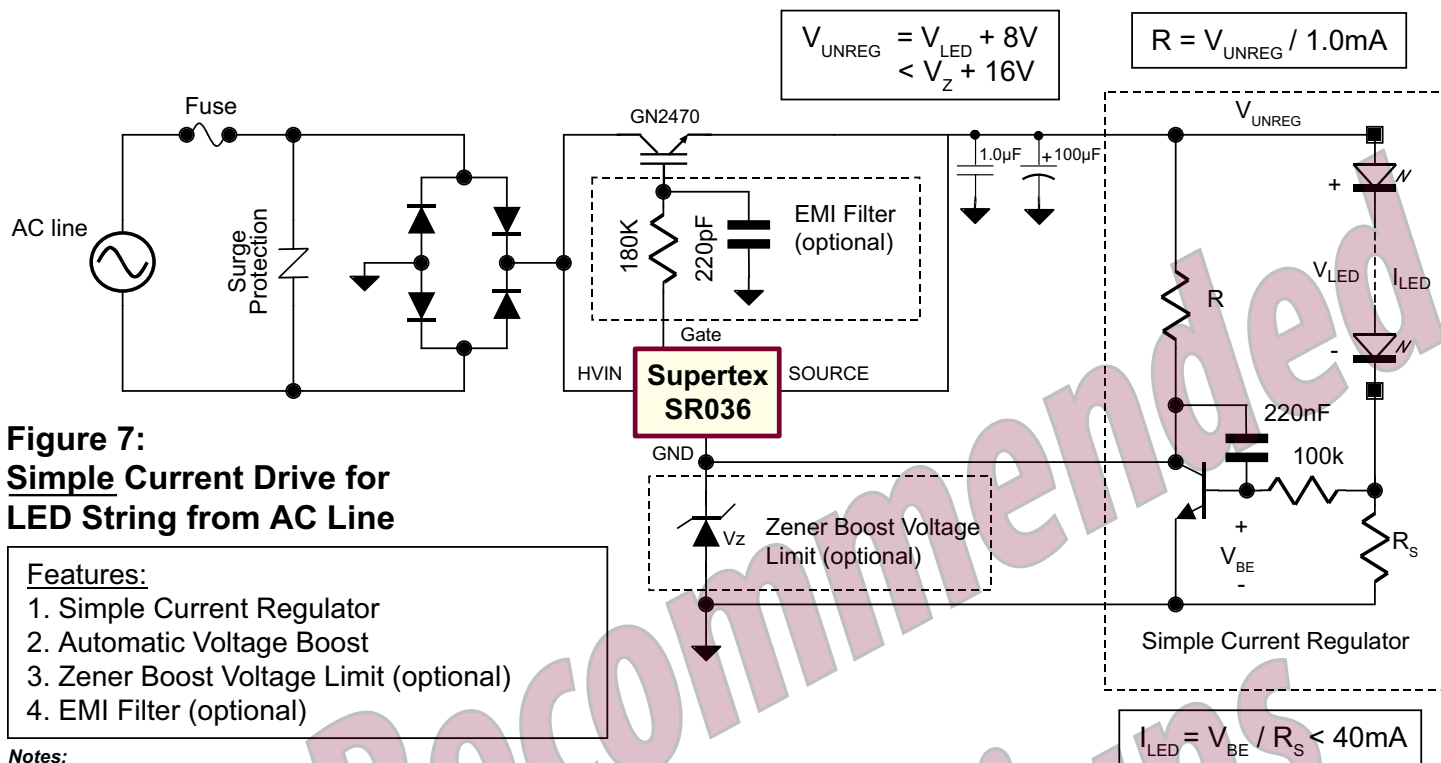 V_UNREG = V_LED + 8V
< V_Z + 16V
R = V_UNREG / 1.0mA
Fuse
GN2470
V_UNREG
1.0µF
+
100µF
AC line
Surge
Protection
180K
220pF
EMI Filter
(optional)
+
V_LED
I_LED
-
R
Gate
HVIN
Supertex
SR036
SOURCE
GND
220nF
100k
Figure 7:
Simple Current Drive for
LED String from AC Line
Vz
Zener Boost Voltage
Limit (optional)
+
V_BE
-
R_S
Features:
1. Simple Current Regulator
2. Automatic Voltage Boost
3. Zener Boost Voltage Limit (optional)
4. EMI Filter (optional)
Simple Current Regulator
I_LED = V_BE / R_S < 40mA
Notes:
Recommended